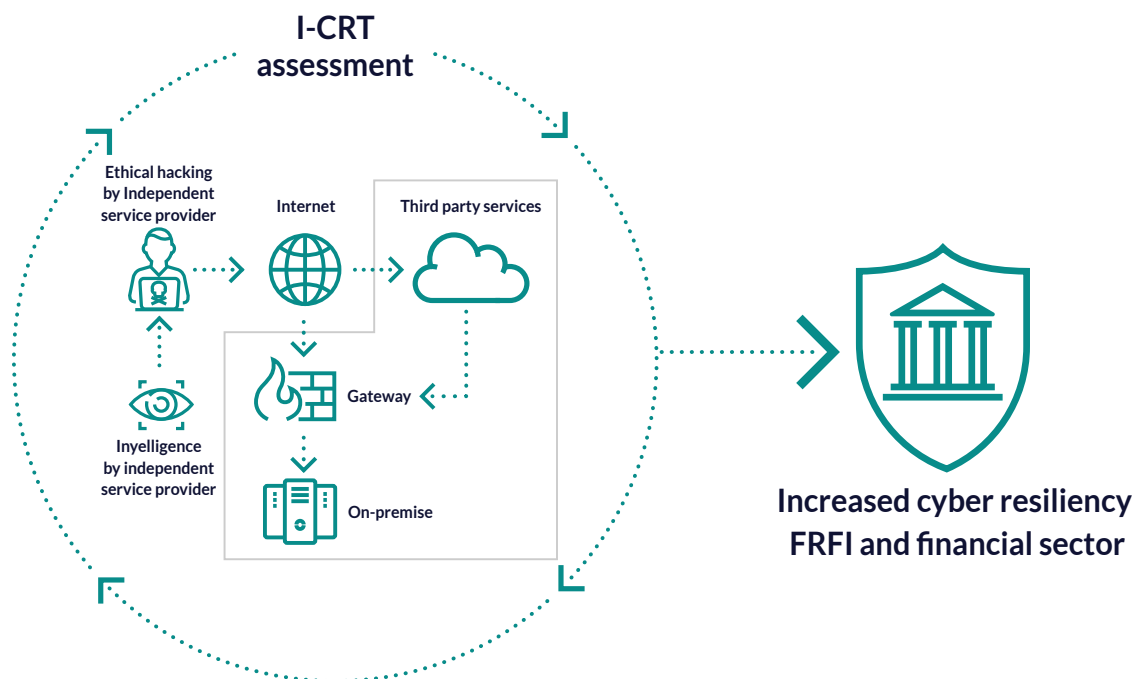 I-CRT
assessment
Ethical hacking
by Independent
service provider
Internet
Third party services
Gateway
Inyelligence
by independent
service provider
On-premise
Increased cyber resiliency
FRFI and financial sector